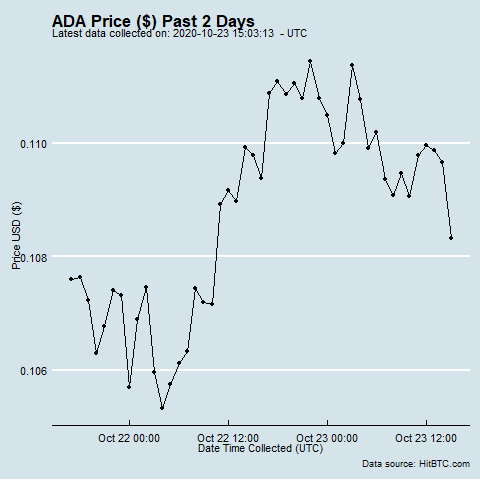 ADA Price ($) Past 2 Days
Latest data collected on: 2020-10-23 15:03:13  - UTC
Price USD ($)
0.110
0.108
0.106
Oct 22 00:00
Oct 22 12:00
Oct 23 00:00
Oct 23 12:00
Date Time Collected (UTC)
Data source: HitBTC.com